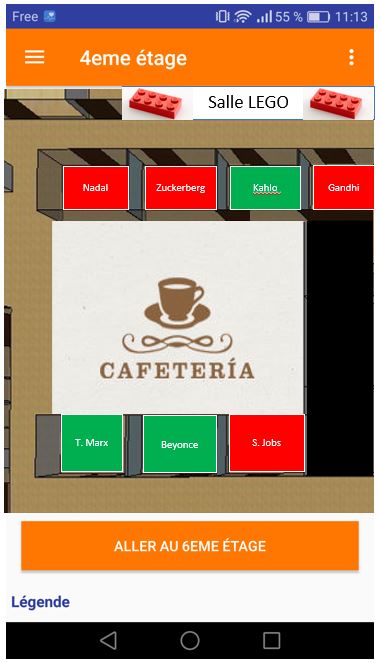 Free 55 % 11:13
4eme étage
Salle LEGO
Nadal Zuckerberg Kahlo Gandhi
CAFETERÍA
T. Marx Beyonce S. Jobs
ALLER AU 6EME ÉTAGE
Légende